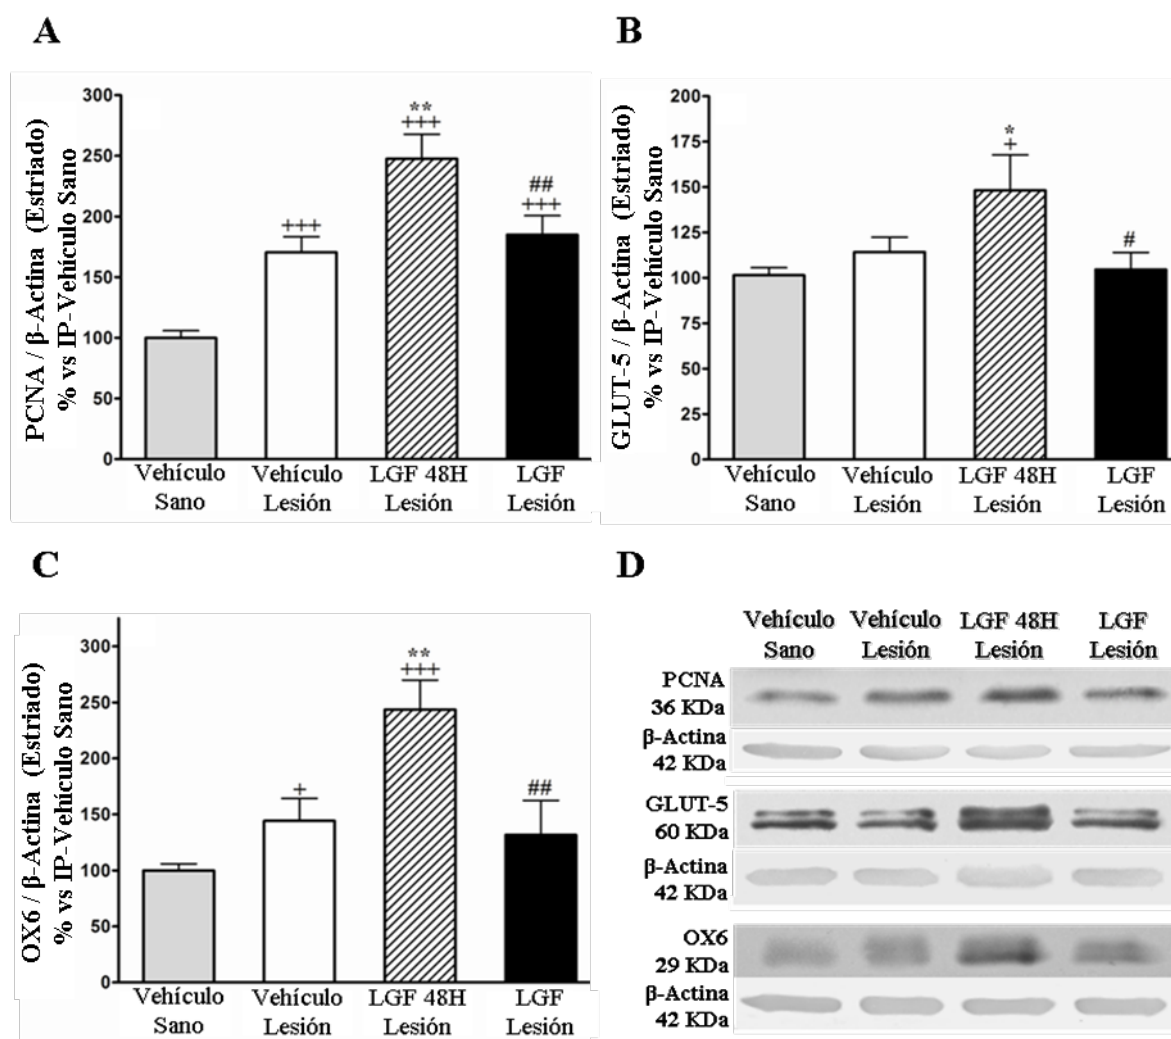 A
PCNA / β-Actina (Estriado)
% vs IP-Vehículo Sano
300
250
200
150
100
50
0
+++
**
+++
##
+++
Vehículo
Sano
Vehículo
Lesión
LGF 48H
Lesión
LGF
Lesión
B
GLUT-5 / β-Actina (Estriado)
% vs IP-Vehículo Sano
200
175
150
125
100
75
50
25
0
*
+
#
Vehículo
Sano
Vehículo
Lesión
LGF 48H
Lesión
LGF
Lesión
C
OX6 / β-Actina (Estriado)
% vs IP-Vehículo Sano
300
250
200
150
100
50
0
+
**
+++
##
Vehículo
Sano
Vehículo
Lesión
LGF 48H
Lesión
LGF
Lesión
D
Vehículo
Sano
Vehículo
Lesión
LGF 48H
Lesión
LGF
Lesión
PCNA
36 KDa
β-Actina
42 KDa
GLUT-5
60 KDa
β-Actina
42 KDa
OX6
29 KDa
β-Actina
42 KDa